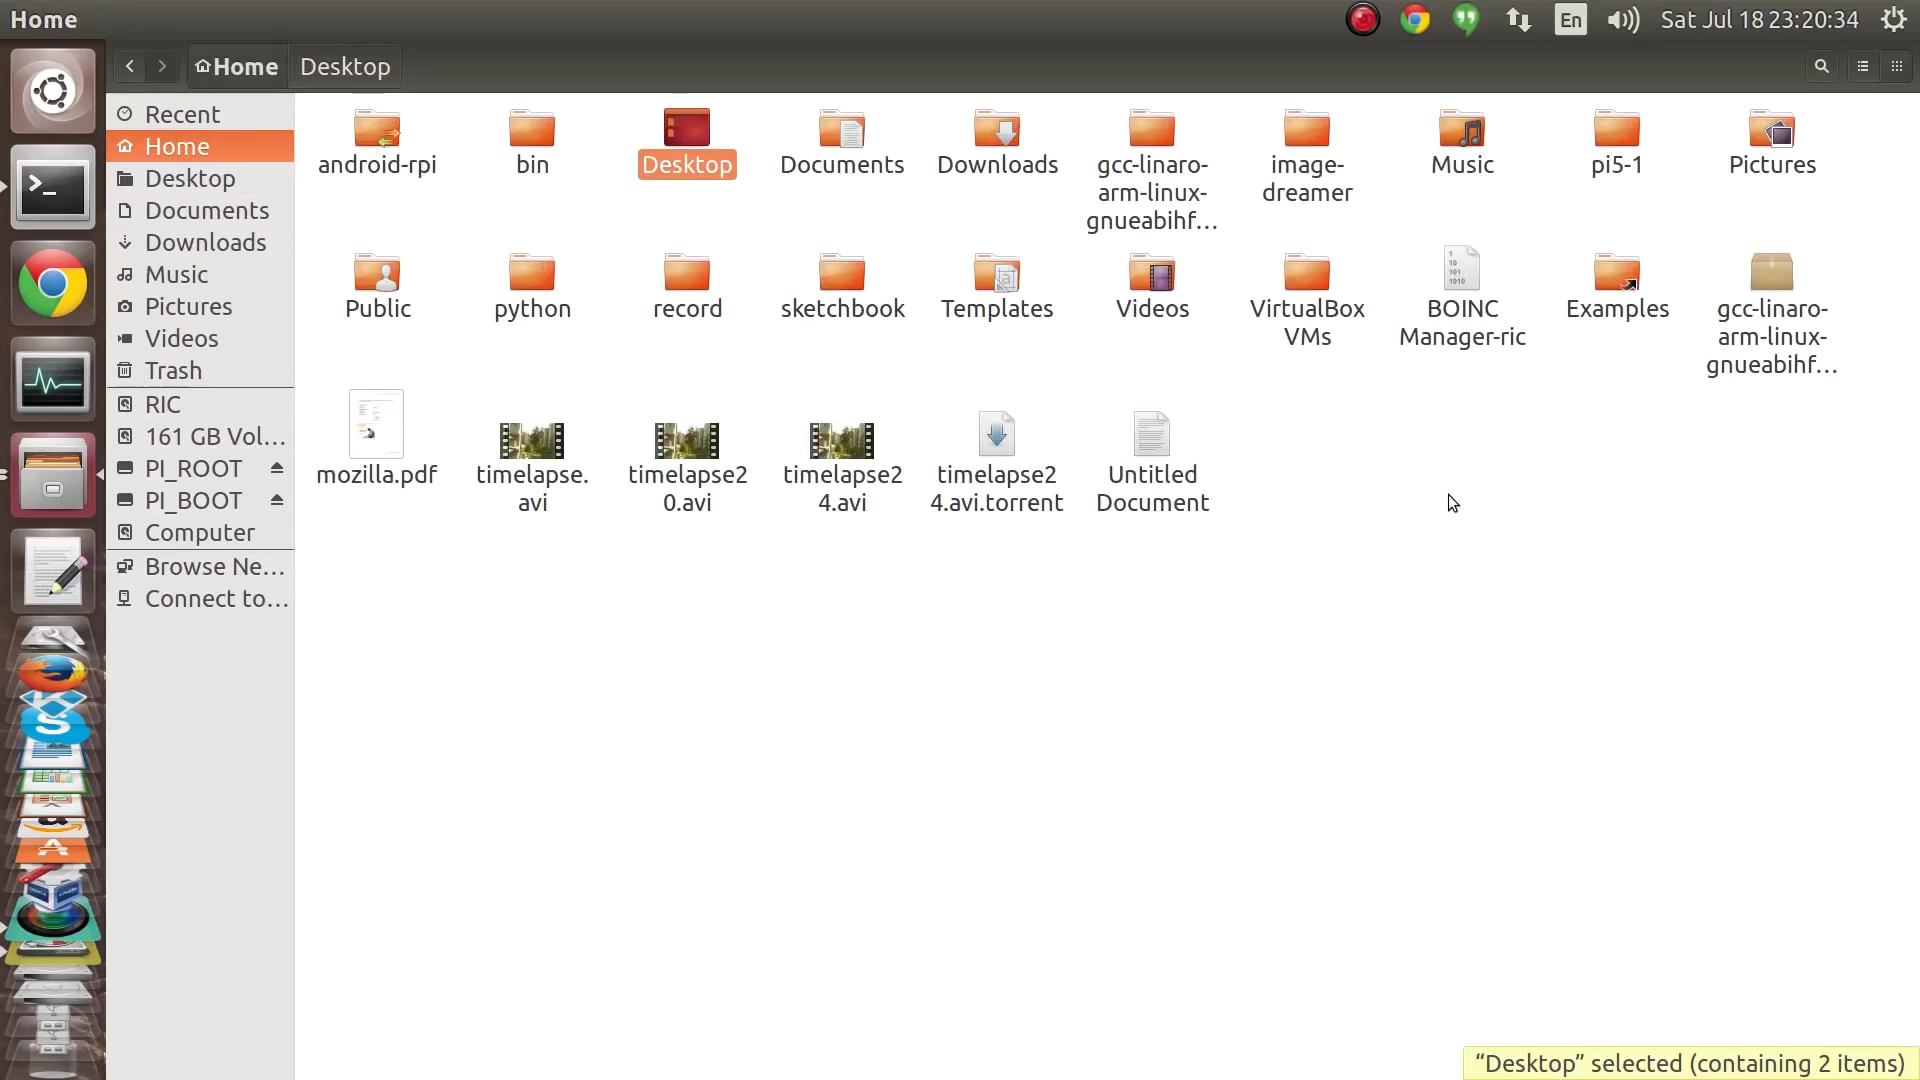 Home
En
Sat Jul 18 23:20:34
Home
Desktop
Recent
Home
Desktop
Documents
Downloads
Music
Pictures
Videos
Trash
RIC
161 GB Vol...
PI_ROOT
PI_BOOT
Computer
Browse Ne...
Connect to...
android-rpi
bin
Desktop
Documents
Downloads
gcc-linaro-
arm-linux-
gnueabihf...
image-
dreamer
Music
pi5-1
Pictures
Public
python
record
sketchbook
Templates
Videos
VirtualBox
VMs
BOINC
Manager-ric
Examples
gcc-linaro-
arm-linux-
gnueabihf...
mozilla.pdf
timelapse.
avi
timelapse2
0.avi
timelapse2
4.avi
timelapse2
4.avi.torrent
Untitled
Document
“Desktop” selected (containing 2 items)